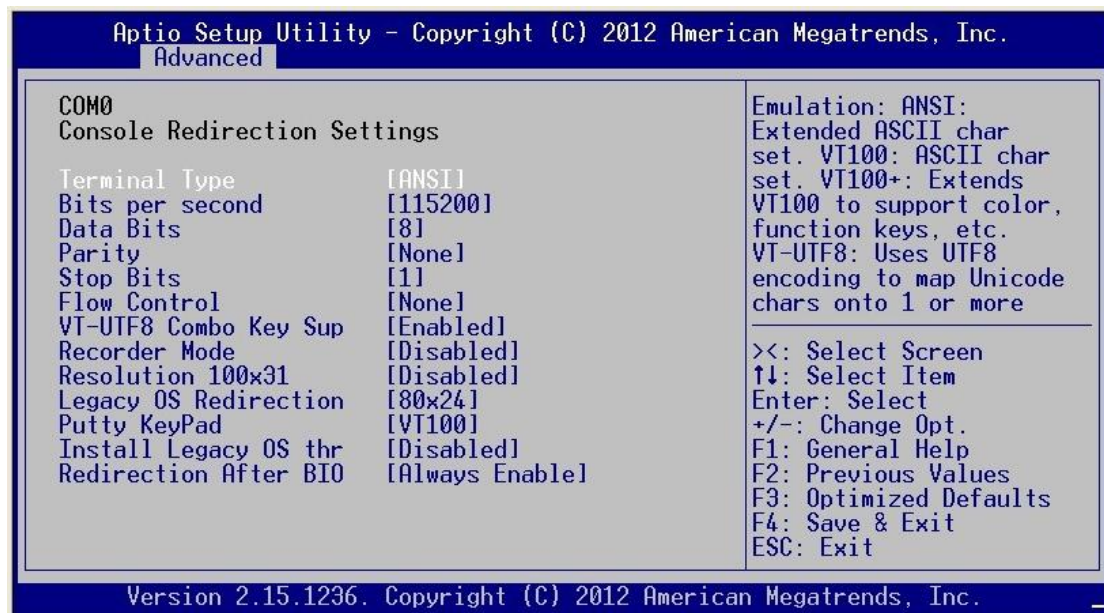 Aptio Setup Utility - Copyright (C) 2012 American Megatrends, Inc.
Advanced
COM0
Console Redirection Settings
Terminal Type [ANSI]
Bits per second [115200]
Data Bits [8]
Parity [None]
Stop Bits [1]
Flow Control [None]
VT-UTF8 Combo Key Sup [Enabled]
Recorder Mode [Disabled]
Resolution 100x31 [Disabled]
Legacy OS Redirection [80x24]
Putty KeyPad [VT100]
Install Legacy OS thr [Disabled]
Redirection After BIO [Always Enable]
Emulation: ANSI:
Extended ASCII char
set. VT100: ASCII char
set. VT100+: Extends
VT100 to support color,
function keys, etc.
VT-UTF8: Uses UTF8
encoding to map Unicode
chars onto 1 or more
><: Select Screen
↑↓: Select Item
Enter: Select
+/-: Change Opt.
F1: General Help
F2: Previous Values
F3: Optimized Defaults
F4: Save & Exit
ESC: Exit
Version 2.15.1236. Copyright (C) 2012 American Megatrends, Inc.